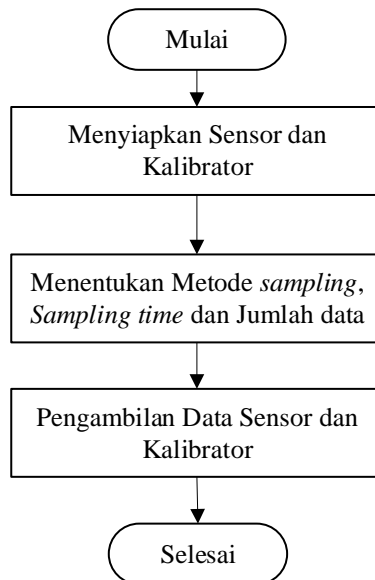 Mulai
Menyiapkan Sensor dan
Kalibrator
Menentukan Metode sampling,
Sampling time dan Jumlah data
Pengambilan Data Sensor dan
Kalibrator
Selesai